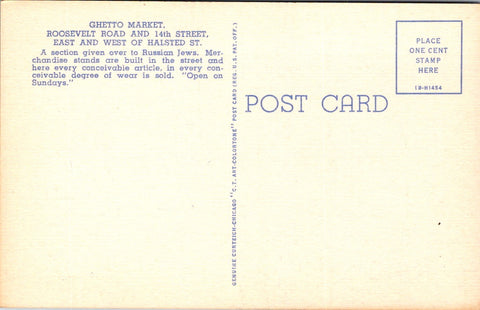 GHETTO MARKET,
ROOSEVELT ROAD AND 14th STREET,
EAST AND WEST OF HALSTED ST.
A section given over to Russian Jews. Mer-
chandise stands are built in the street and
here every conceivable article, in every con-
ceivable degree of wear is sold. "Open on
Sundays."
GENUINE CURTEICH-CHICAGO "C.T. ART-COLORTONE" POST CARD (REG. U.S. PAT. OFF.)
POST CARD
PLACE
ONE CENT
STAMP
HERE
1B-H1454